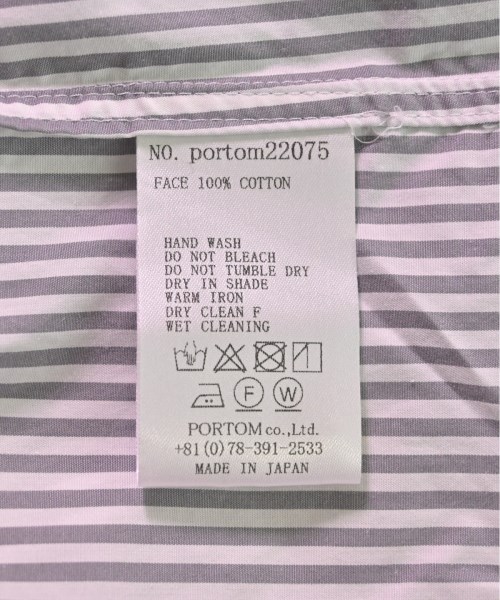 NO. portom22075
FACE 100% COTTON
HAND WASH
DO NOT BLEACH
DO NOT TUMBLE DRY
DRY IN SHADE
WARM IRON
DRY CLEAN F
WET CLEANING
F W
PORTOM co.,Ltd.
+81(0)78-391-2533
MADE IN JAPAN